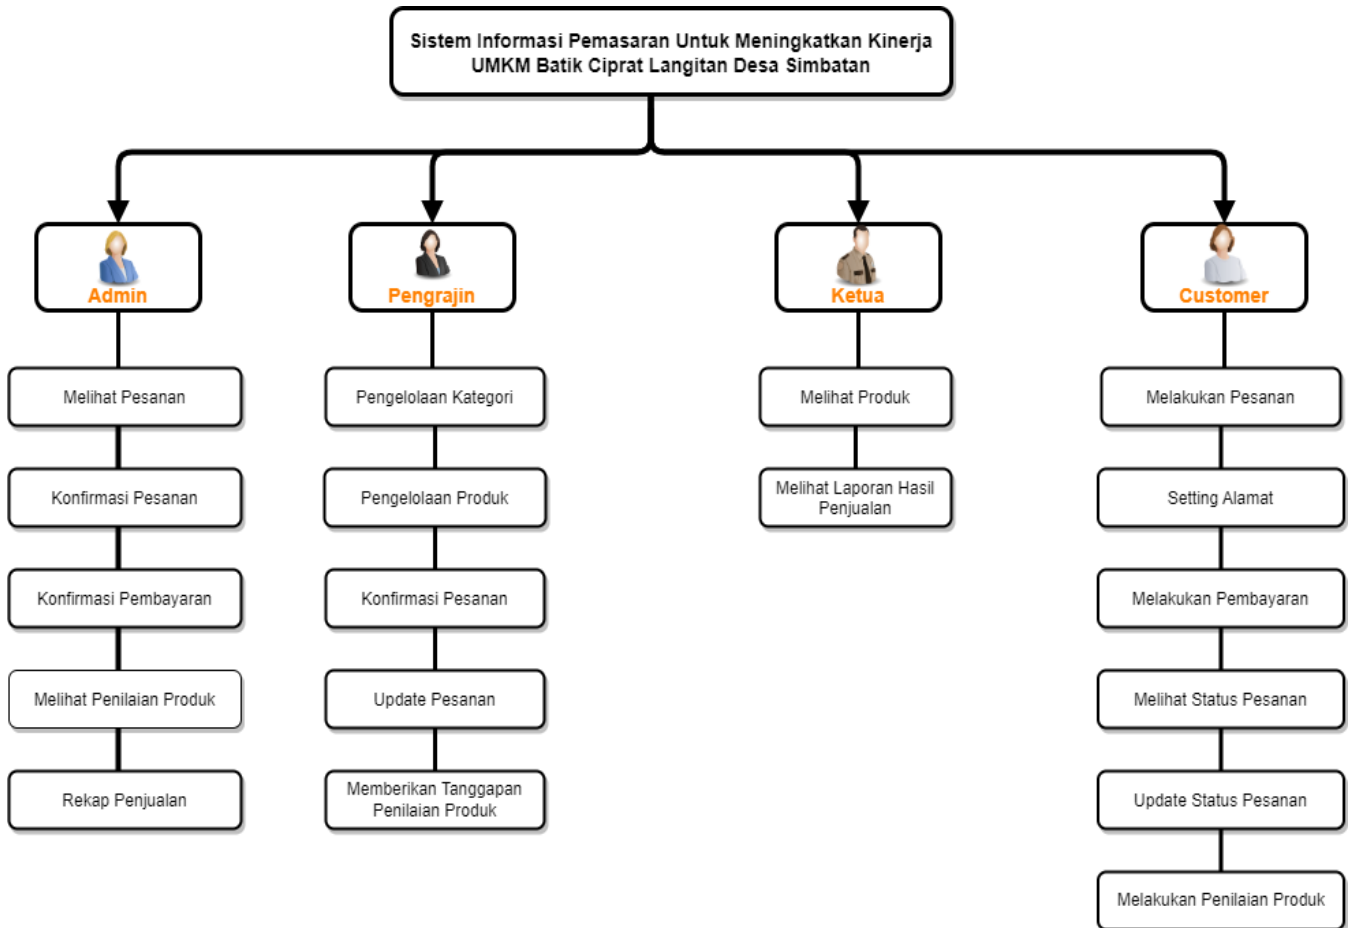 Sistem Informasi Pemasaran Untuk Meningkatkan Kinerja
UMKM Batik Ciprat Langitan Desa Simbatan
Admin
Pengrajin
Ketua
Customer
Melihat Pesanan
Pengelolaan Kategori
Melihat Produk
Melakukan Pesanan
Konfirmasi Pesanan
Pengelolaan Produk
Melihat Laporan Hasil
Penjualan
Setting Alamat
Konfirmasi Pembayaran
Konfirmasi Pesanan
Melakukan Pembayaran
Melihat Penilaian Produk
Update Pesanan
Melihat Status Pesanan
Rekap Penjualan
Memberikan Tanggapan
Penilaian Produk
Update Status Pesanan
Melakukan Penilaian Produk